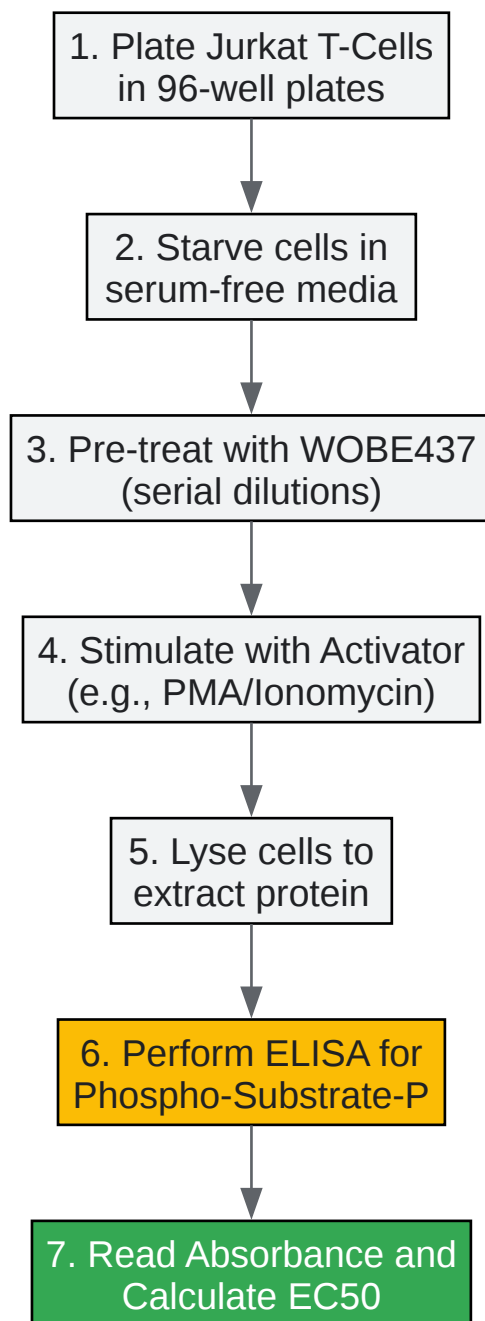 1. Plate Jurkat T-Cells
in 96-well plates
2. Starve cells in
serum-free media
3. Pre-treat with WOBE437
(serial dilutions)
4. Stimulate with Activator
(e.g., PMA/Ionomycin)
5. Lyse cells to
extract protein
6. Perform ELISA for
Phospho-Substrate-P
7. Read Absorbance and
Calculate EC50